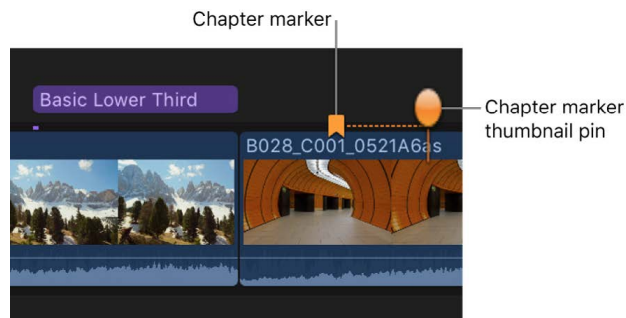 Chapter marker
Basic Lower Third
Chapter marker
thumbnail pin
B028_C001_0521A6as